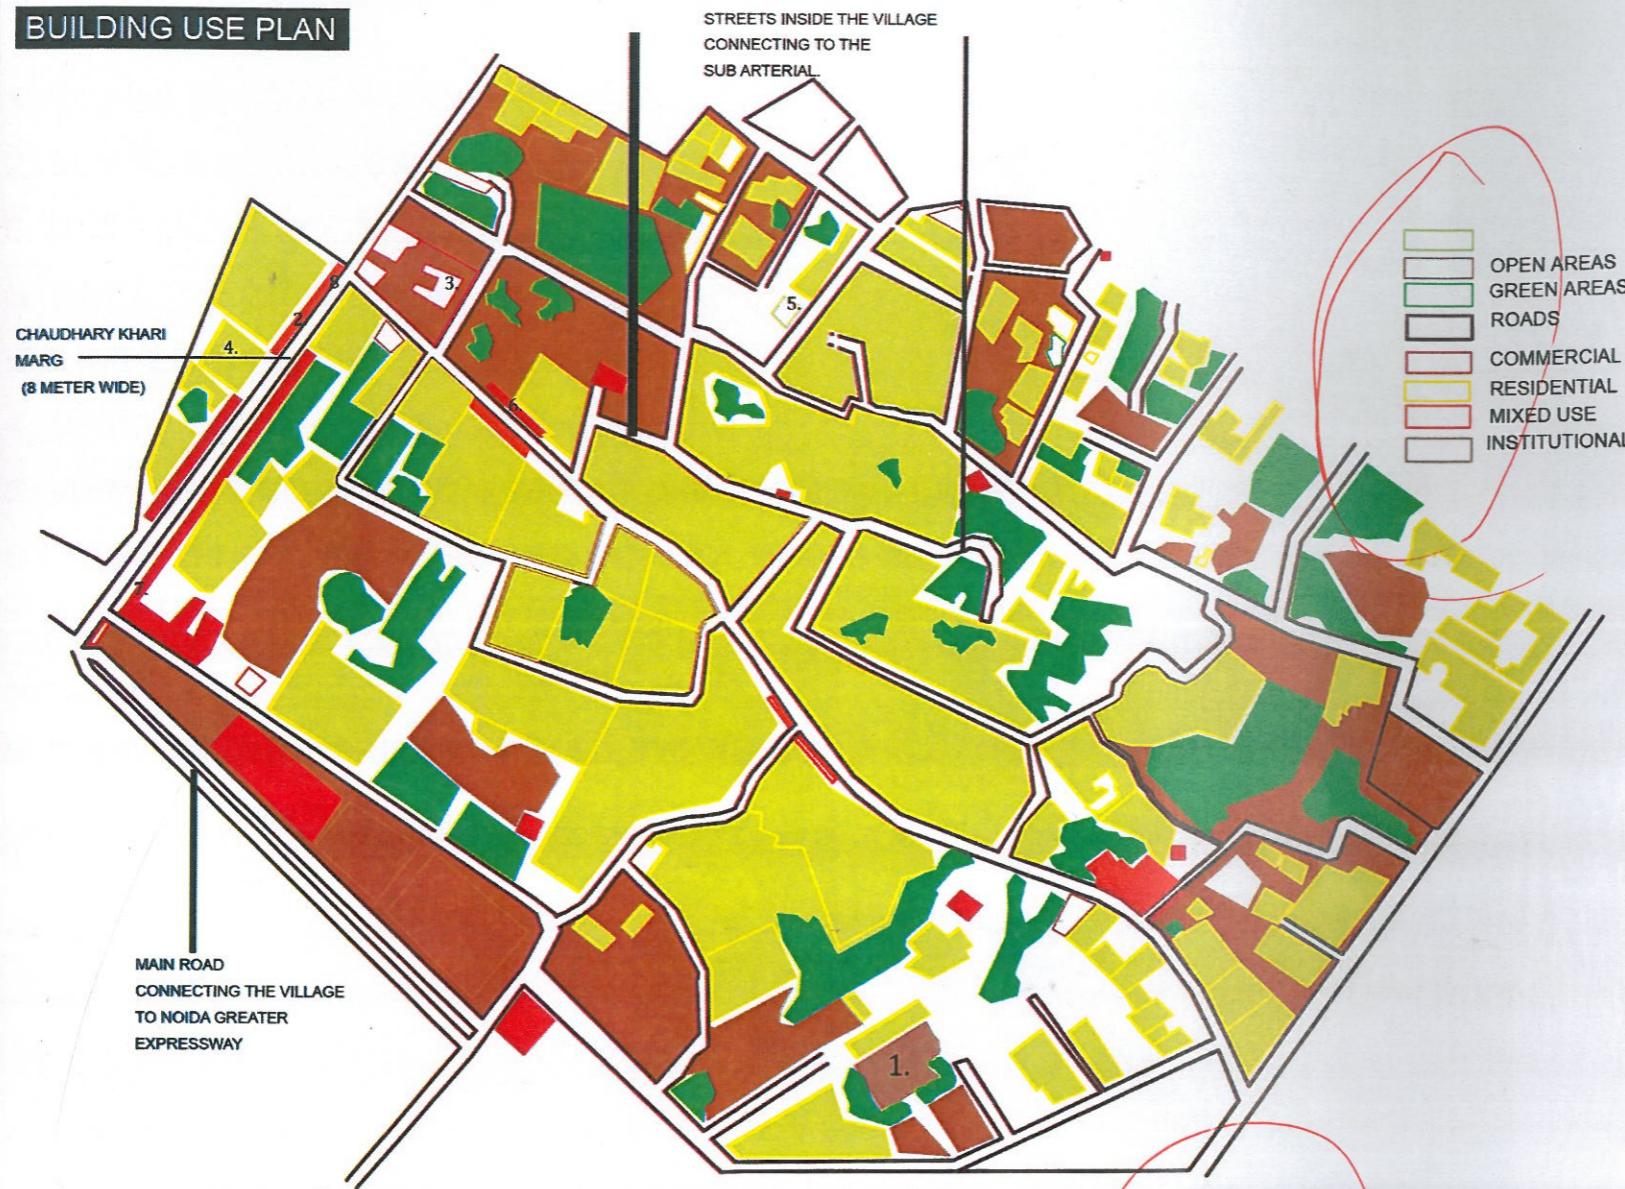 BUILDING USE PLAN
STREETS INSIDE THE VILLAGE
CONNECTING TO THE
SUB ARTERIAL.
CHAUDHARY KHARI
MARG
(8 METER WIDE)
8
2
4.
3.
5.
6.
7.
1.
OPEN AREAS
GREEN AREAS
ROADS
COMMERCIAL
RESIDENTIAL
MIXED USE
INSTITUTIONAL
MAIN ROAD
CONNECTING THE VILLAGE
TO NOIDA GREATER
EXPRESSWAY